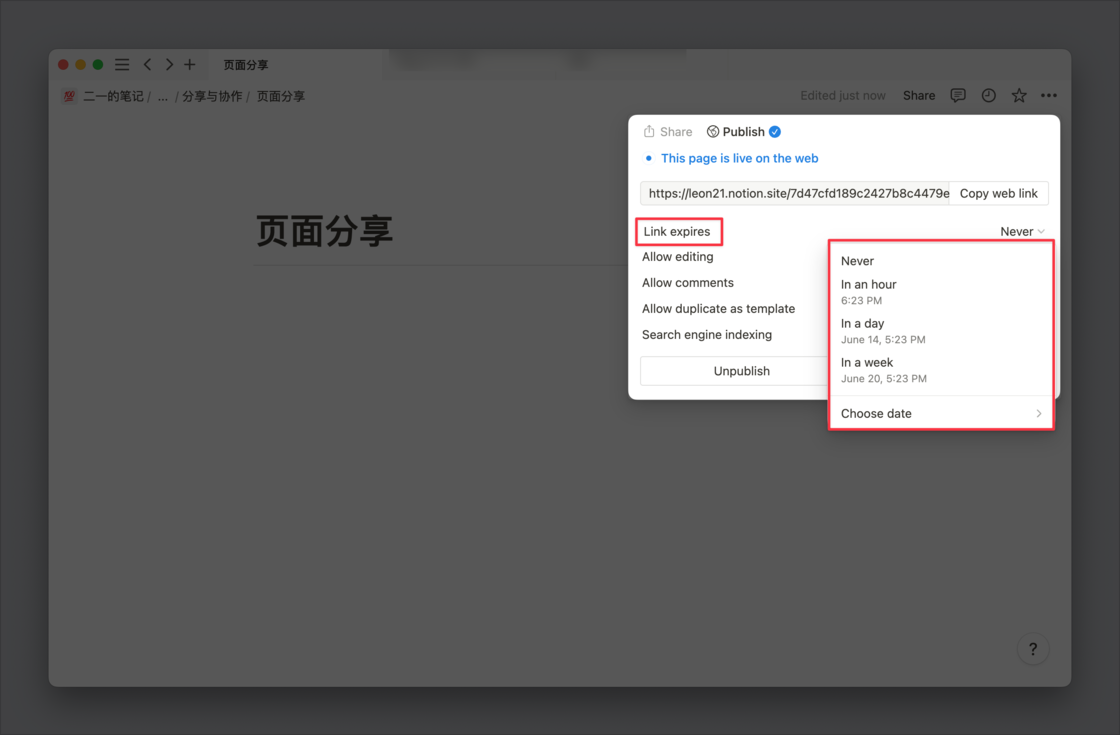 页面分享
二一的笔记 / ... / 分享与协作 / 页面分享
Edited just now Share
Share Publish
This page is live on the web
https://leon21.notion.site/7d47cfd189c2427b8c4479e Copy web link
页面分享
Link expires Never
Allow editing
Allow comments
Allow duplicate as template
Search engine indexing
Unpublish
Never
In an hour
6:23 PM
In a day
June 14, 5:23 PM
In a week
June 20, 5:23 PM
Choose date
?